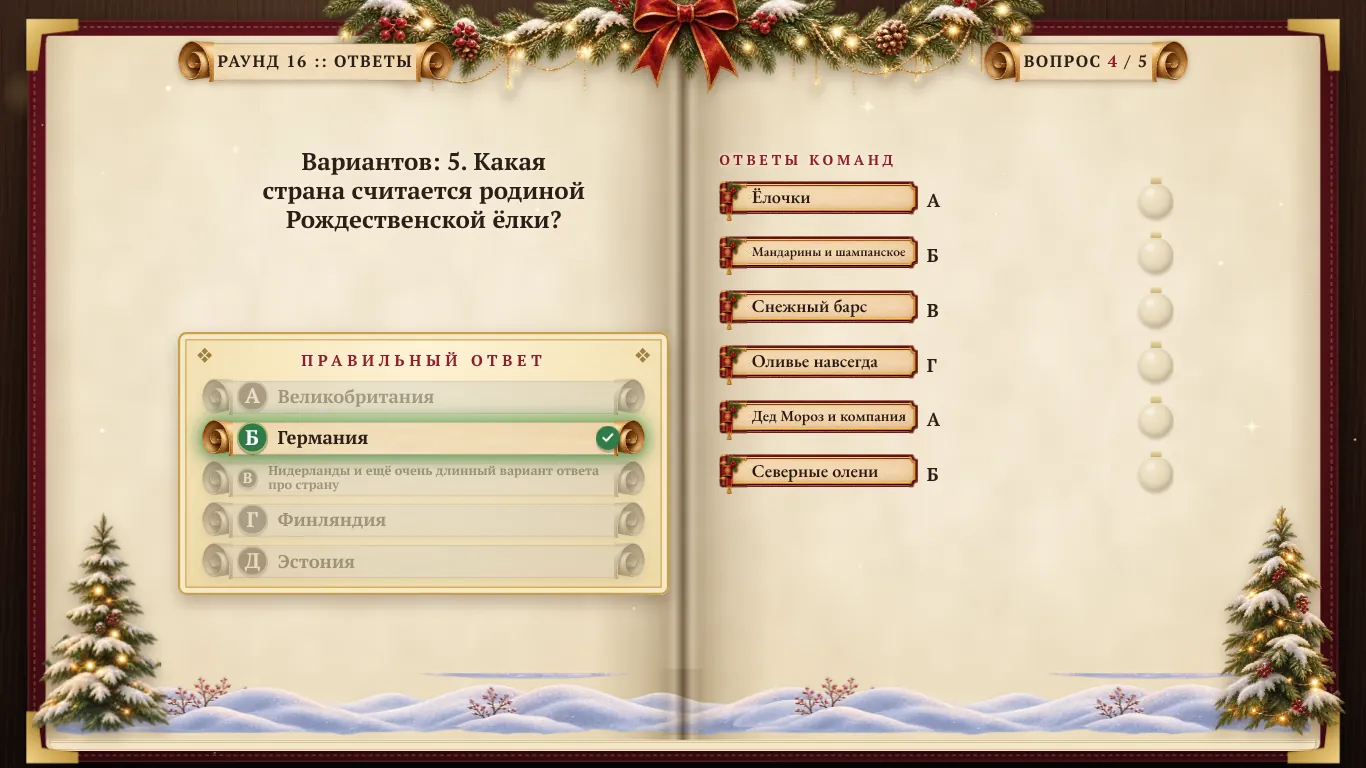 РАУНД 16 :: ОТВЕТЫ
ВОПРОС 4 / 5
Вариантов: 5. Какая
страна считается родиной
Рождественской ёлки?
ПРАВИЛЬНЫЙ ОТВЕТ
А Великобритания
Б Германия
В Нидерланды и ещё очень длинный вариант ответа
про страну
Г Финляндия
Д Эстония
ОТВЕТЫ КОМАНД
Ёлочки А
Мандарины и шампанское Б
Снежный барс В
Оливье навсегда Г
Дед Мороз и компания А
Северные олени Б